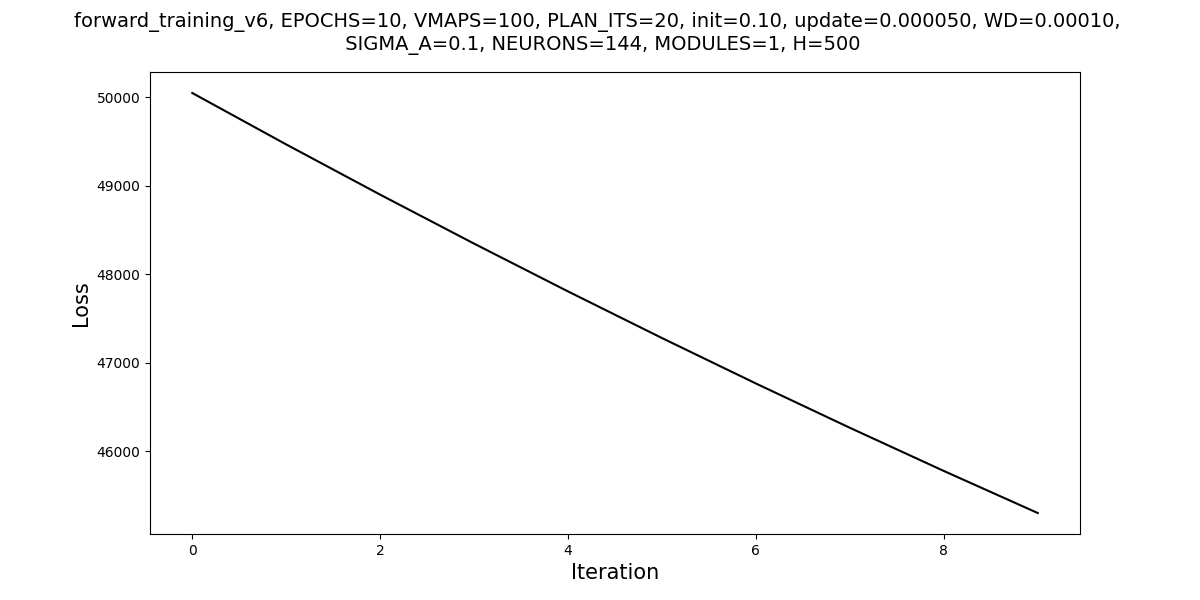 forward_training_v6, EPOCHS=10, VMAPS=100, PLAN_ITS=20, init=0.10, update=0.000050, WD=0.00010,
SIGMA_A=0.1, NEURONS=144, MODULES=1, H=500
50000
49000
48000
47000
46000
Loss
0 2 4 6 8
Iteration